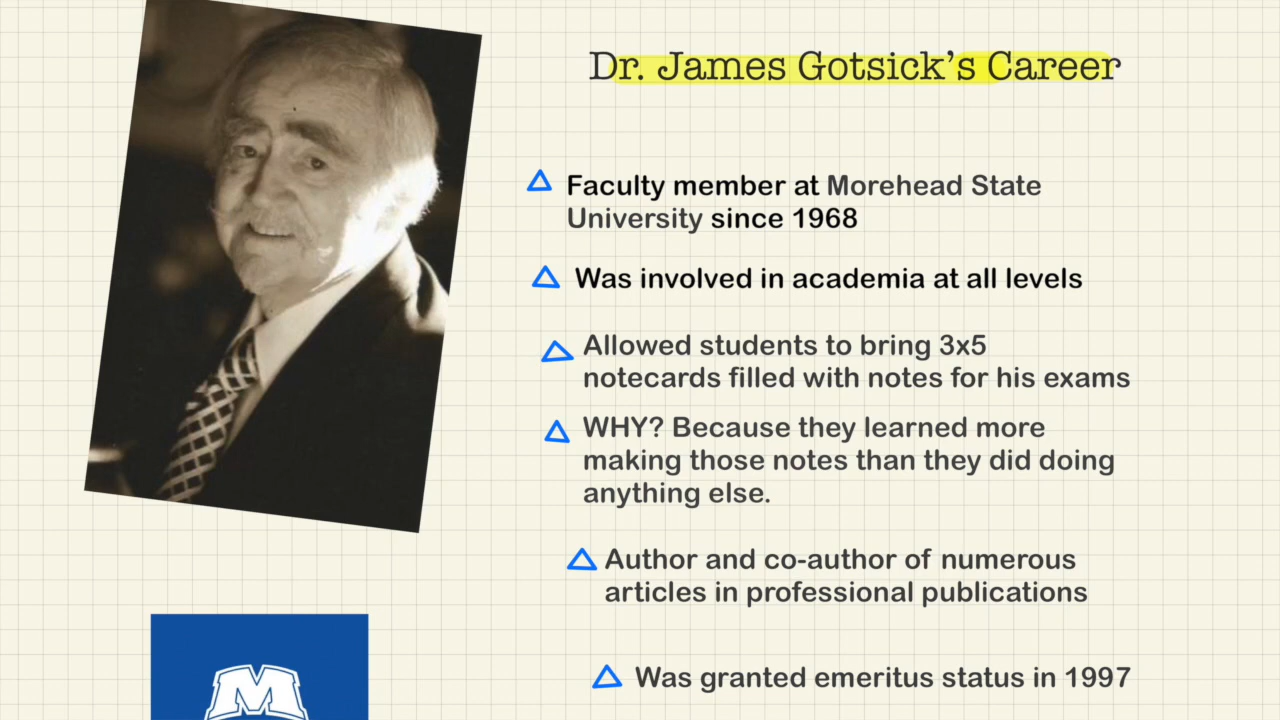 Dr. James Gotsick's Career
Faculty member at Morehead State
University since 1968
Was involved in academia at all levels
Allowed students to bring 3x5
notecards filled with notes for his exams
WHY? Because they learned more
making those notes than they did doing
anything else.
Author and co-author of numerous
articles in professional publications
Was granted emeritus status in 1997
M